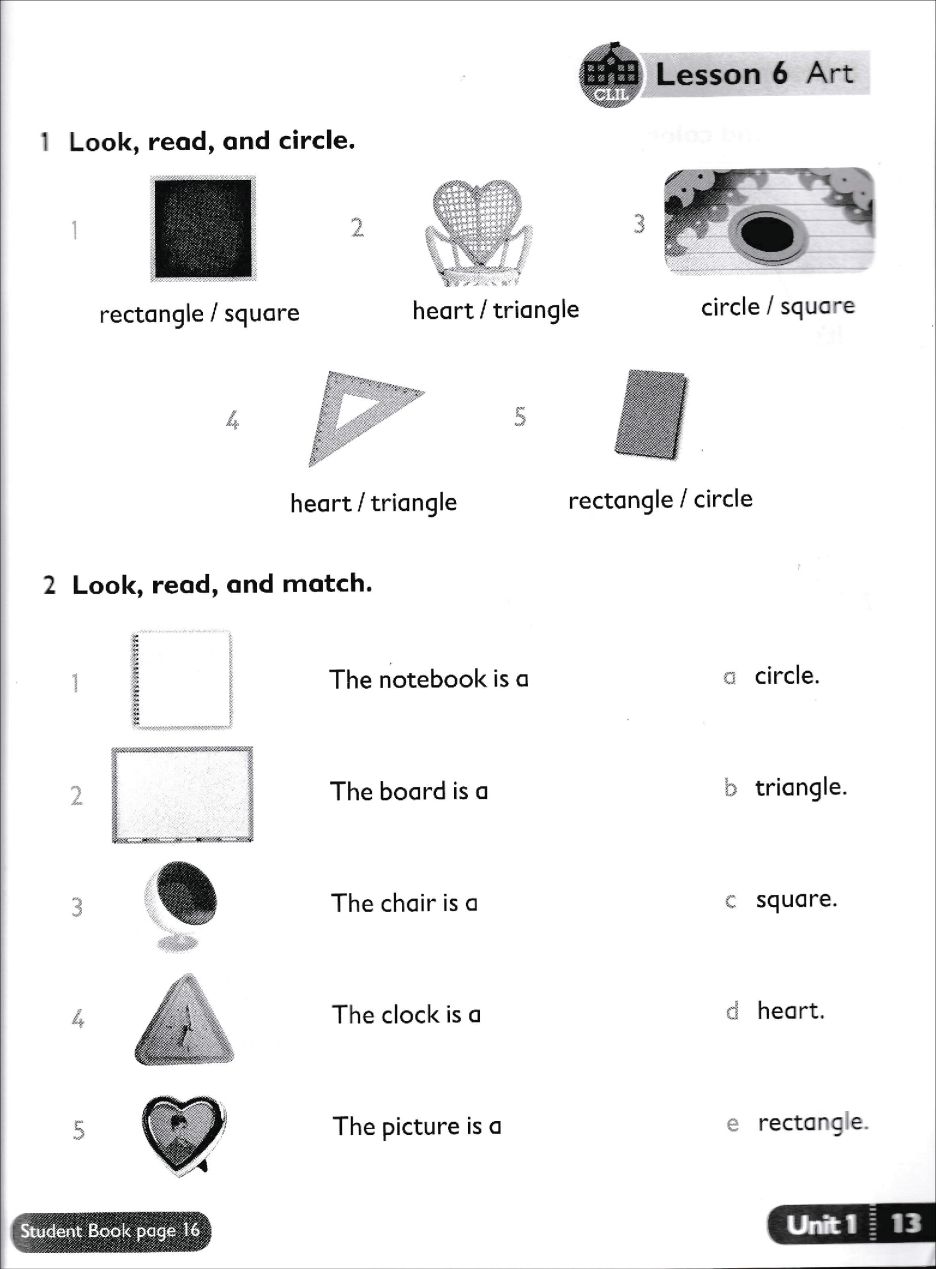 CLIL
Lesson 6 Art
1 Look, read, and circle.
1
2
3
rectangle / square
heart / triangle
circle / square
4
5
heart / triangle
rectangle / circle
2 Look, read, and match.
1 The notebook is a a circle.
2 The board is a b triangle.
3 The chair is a c square.
4 The clock is a d heart.
5 The picture is a e rectangle.
Student Book page 16
Unit 1 13